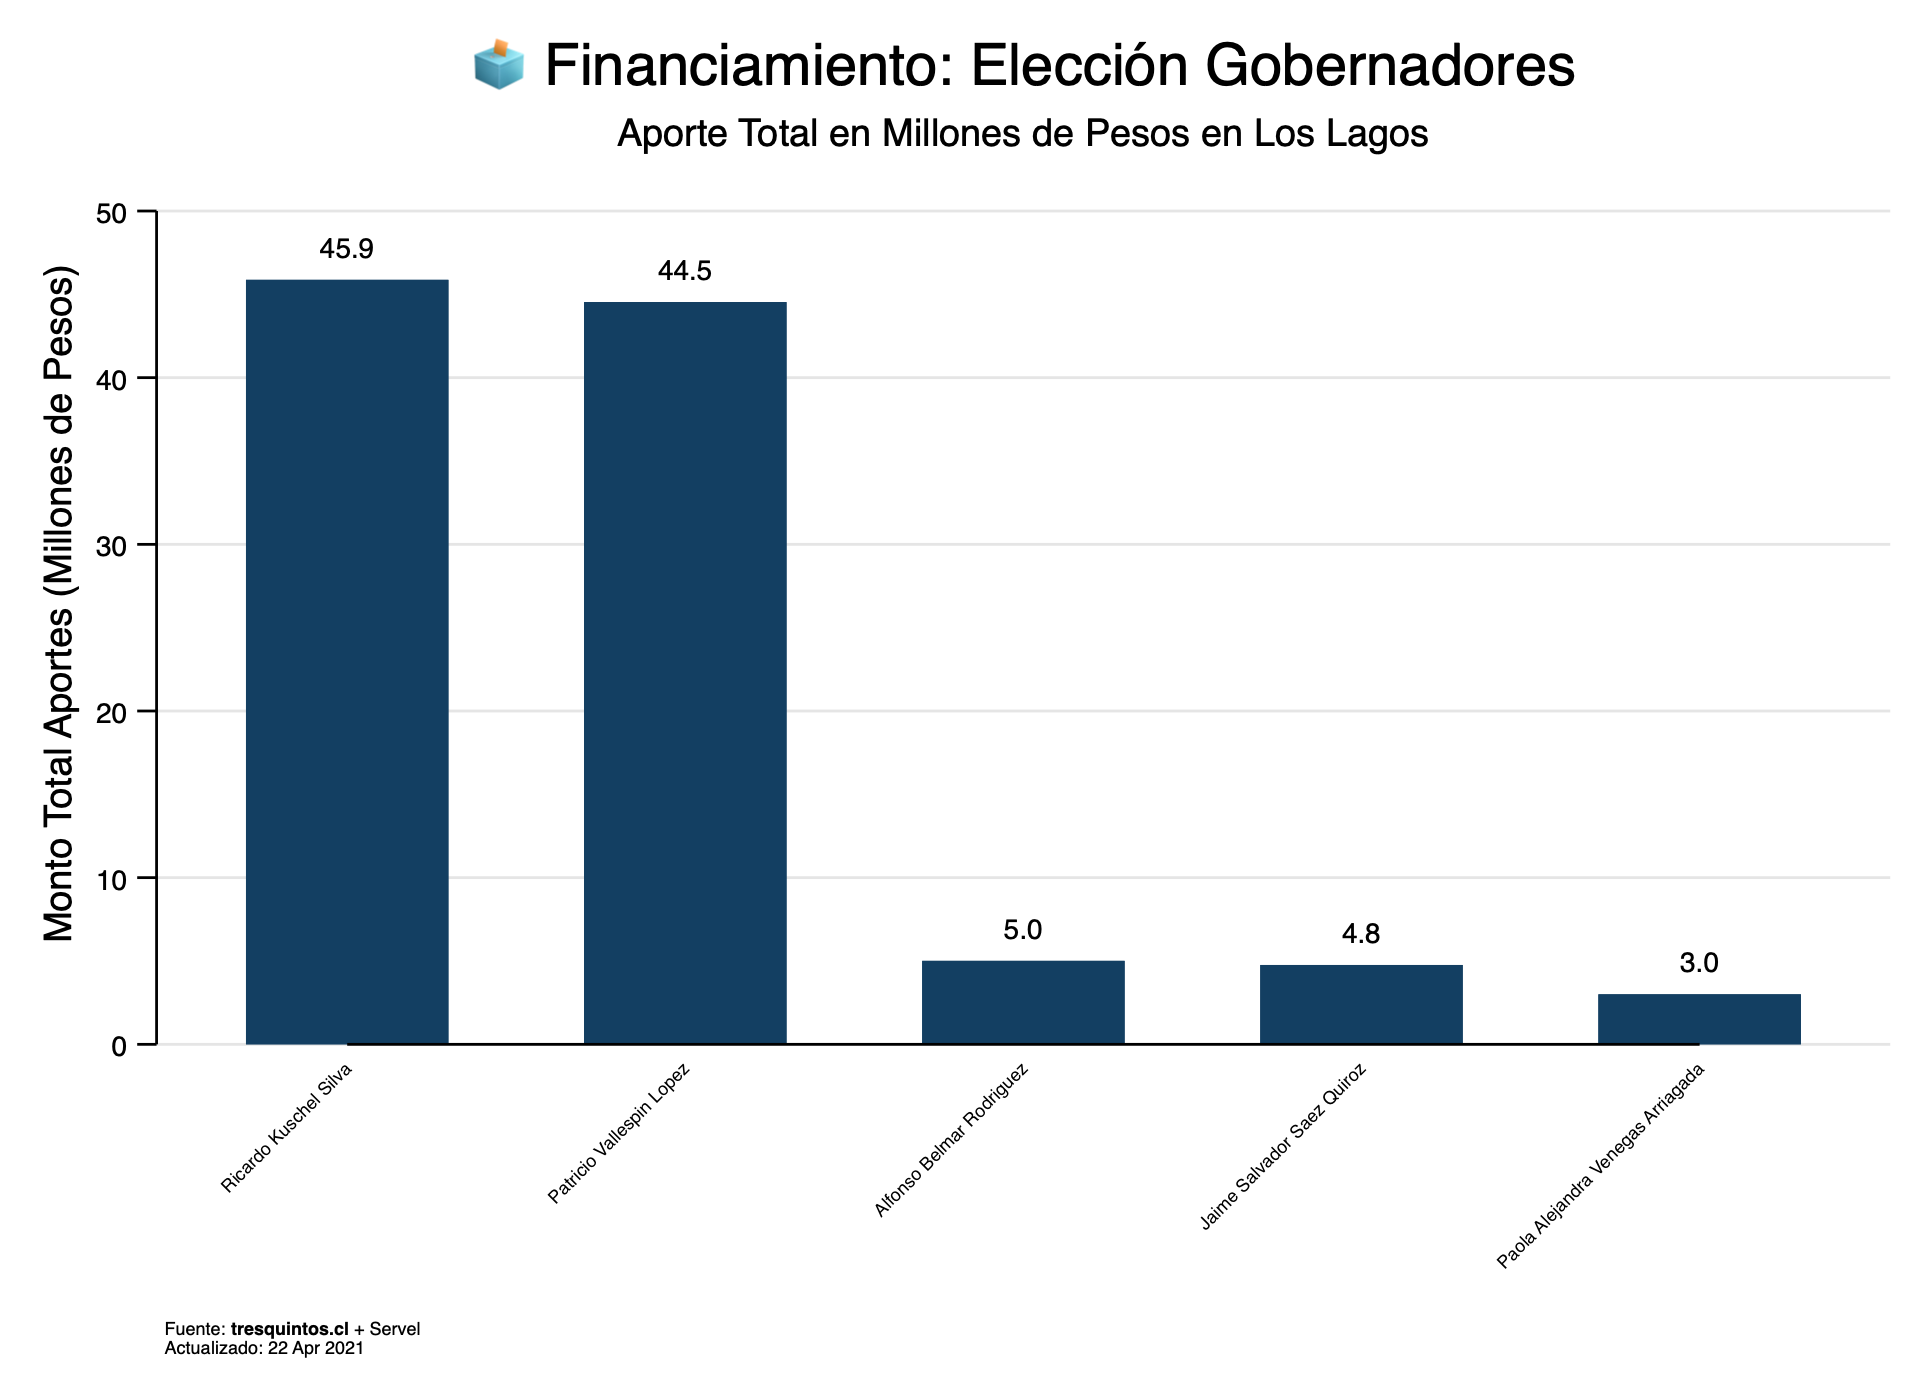 Financiamiento: Elección Gobernadores
Aporte Total en Millones de Pesos en Los Lagos
Monto Total Aportes (Millones de Pesos)
50
40
30
20
10
0
45.9
44.5
5.0
4.8
3.0
Ricardo Kuschel Silva
Patricio Vallespin Lopez
Alfonso Belmar Rodriguez
Jaime Salvador Saez Quiroz
Paola Alejandra Venegas Arriagada
Fuente: tresquintos.cl + Servel
Actualizado: 22 Apr 2021